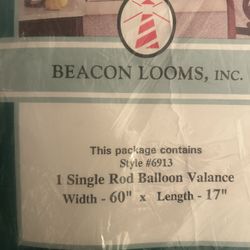 BEACON LOOMS, INC.
This package contains
Style #6913
1 Single Rod Balloon Valance
Width - 60" x Length - 17"